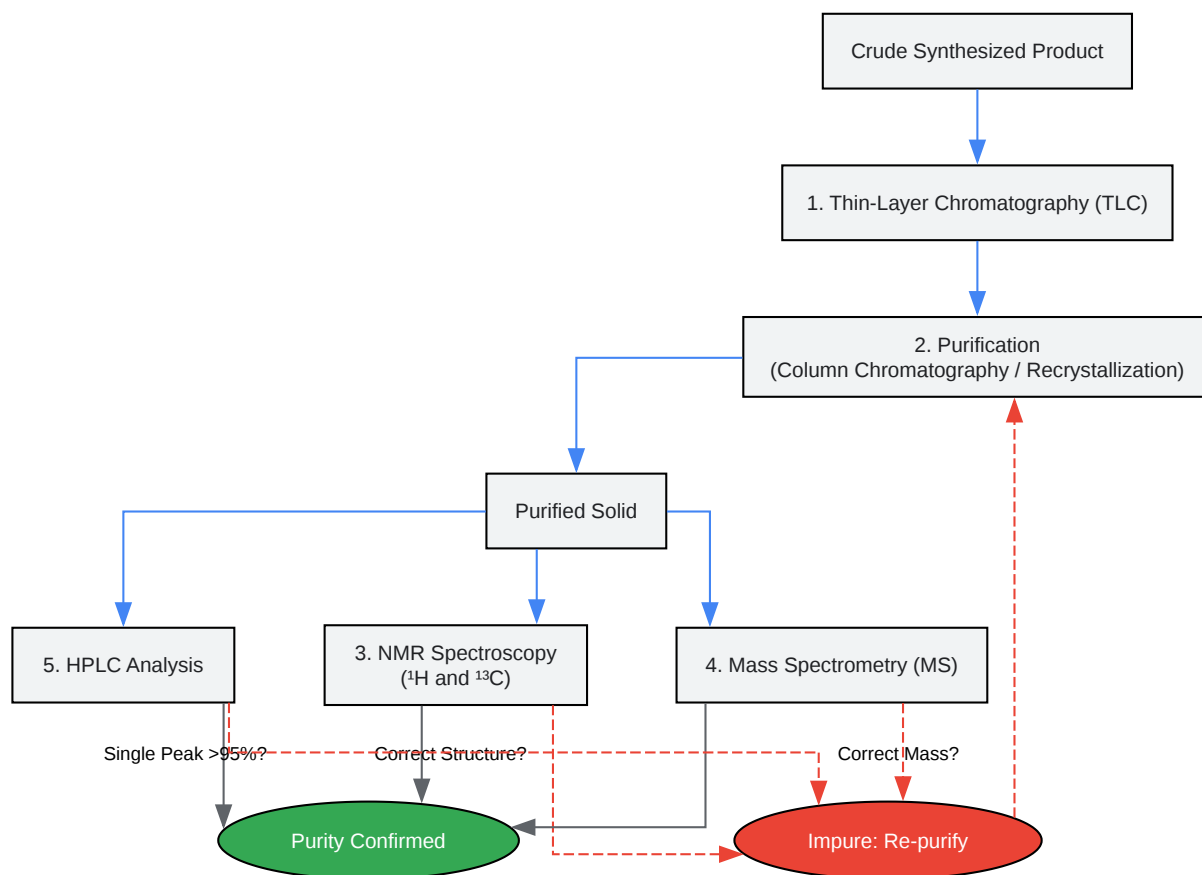 Crude Synthesized Product
1. Thin-Layer Chromatography (TLC)
2. Purification
(Column Chromatography / Recrystallization)
Purified Solid
5. HPLC Analysis
3. NMR Spectroscopy
(¹H and ¹³C)
4. Mass Spectrometry (MS)
Single Peak >95%?
Correct Structure?
Correct Mass?
Purity Confirmed
Impure: Re-purify